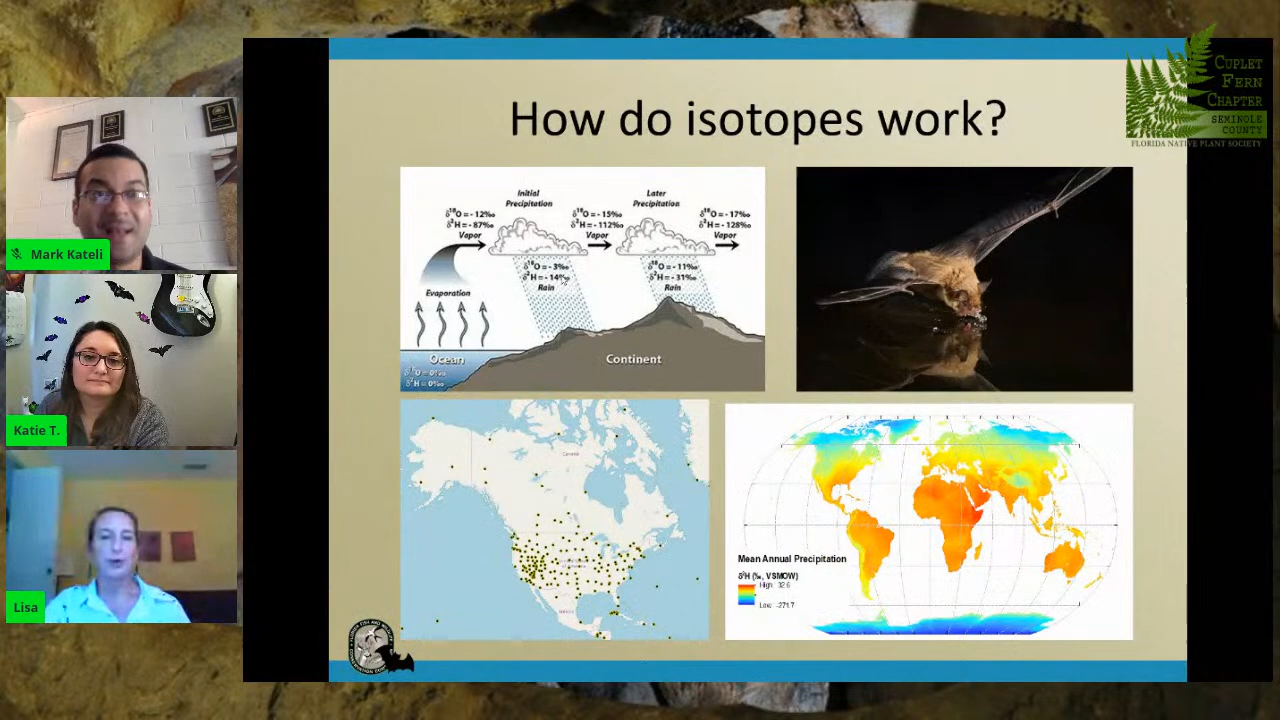 How do isotopes work?
CUPLET
FERN
CHAPTER
SEMINOLE
COUNTY
FLORIDA NATIVE PLANT SOCIETY
Mark Kateli
Katie T.
Lisa
Initial
Precipitation
Later
Precipitation
δ¹⁸O = - 12‰
δ²H = - 87‰
Vapor
δ¹⁸O = - 15‰
δ²H = - 112‰
Vapor
δ¹⁸O = - 17‰
δ²H = - 128‰
Vapor
δ¹⁸O = - 3‰
δ²H = - 14‰
Rain
δ¹⁸O = - 11‰
δ²H = - 31‰
Rain
Evaporation
Ocean
δ¹⁸O = 0‰
δ²H = 0‰
Continent
Canada
Mean Annual Precipitation
δ²H (‰, VSMOW)
High: 32.6
Low: -271.7